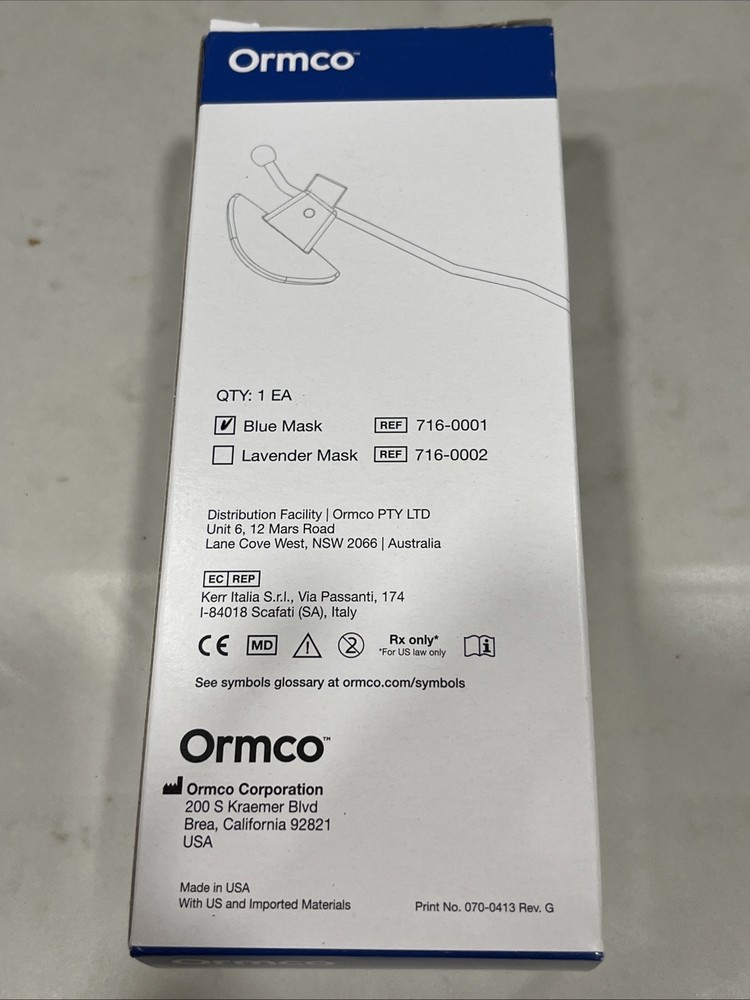 Ormco™
QTY: 1 EA
Blue Mask REF 716-0001
Lavender Mask REF 716-0002
Distribution Facility | Ormco PTY LTD
Unit 6, 12 Mars Road
Lane Cove West, NSW 2066 | Australia
EC REP
Kerr Italia S.r.l., Via Passanti, 174
I-84018 Scafati (SA), Italy
CE MD 2 Rx only* i
*For US law only
See symbols glossary at ormco.com/symbols
Ormco™
Ormco Corporation
200 S Kraemer Blvd
Brea, California 92821
USA
Made in USA
With US and Imported Materials Print No. 070-0413 Rev. G
Ormco